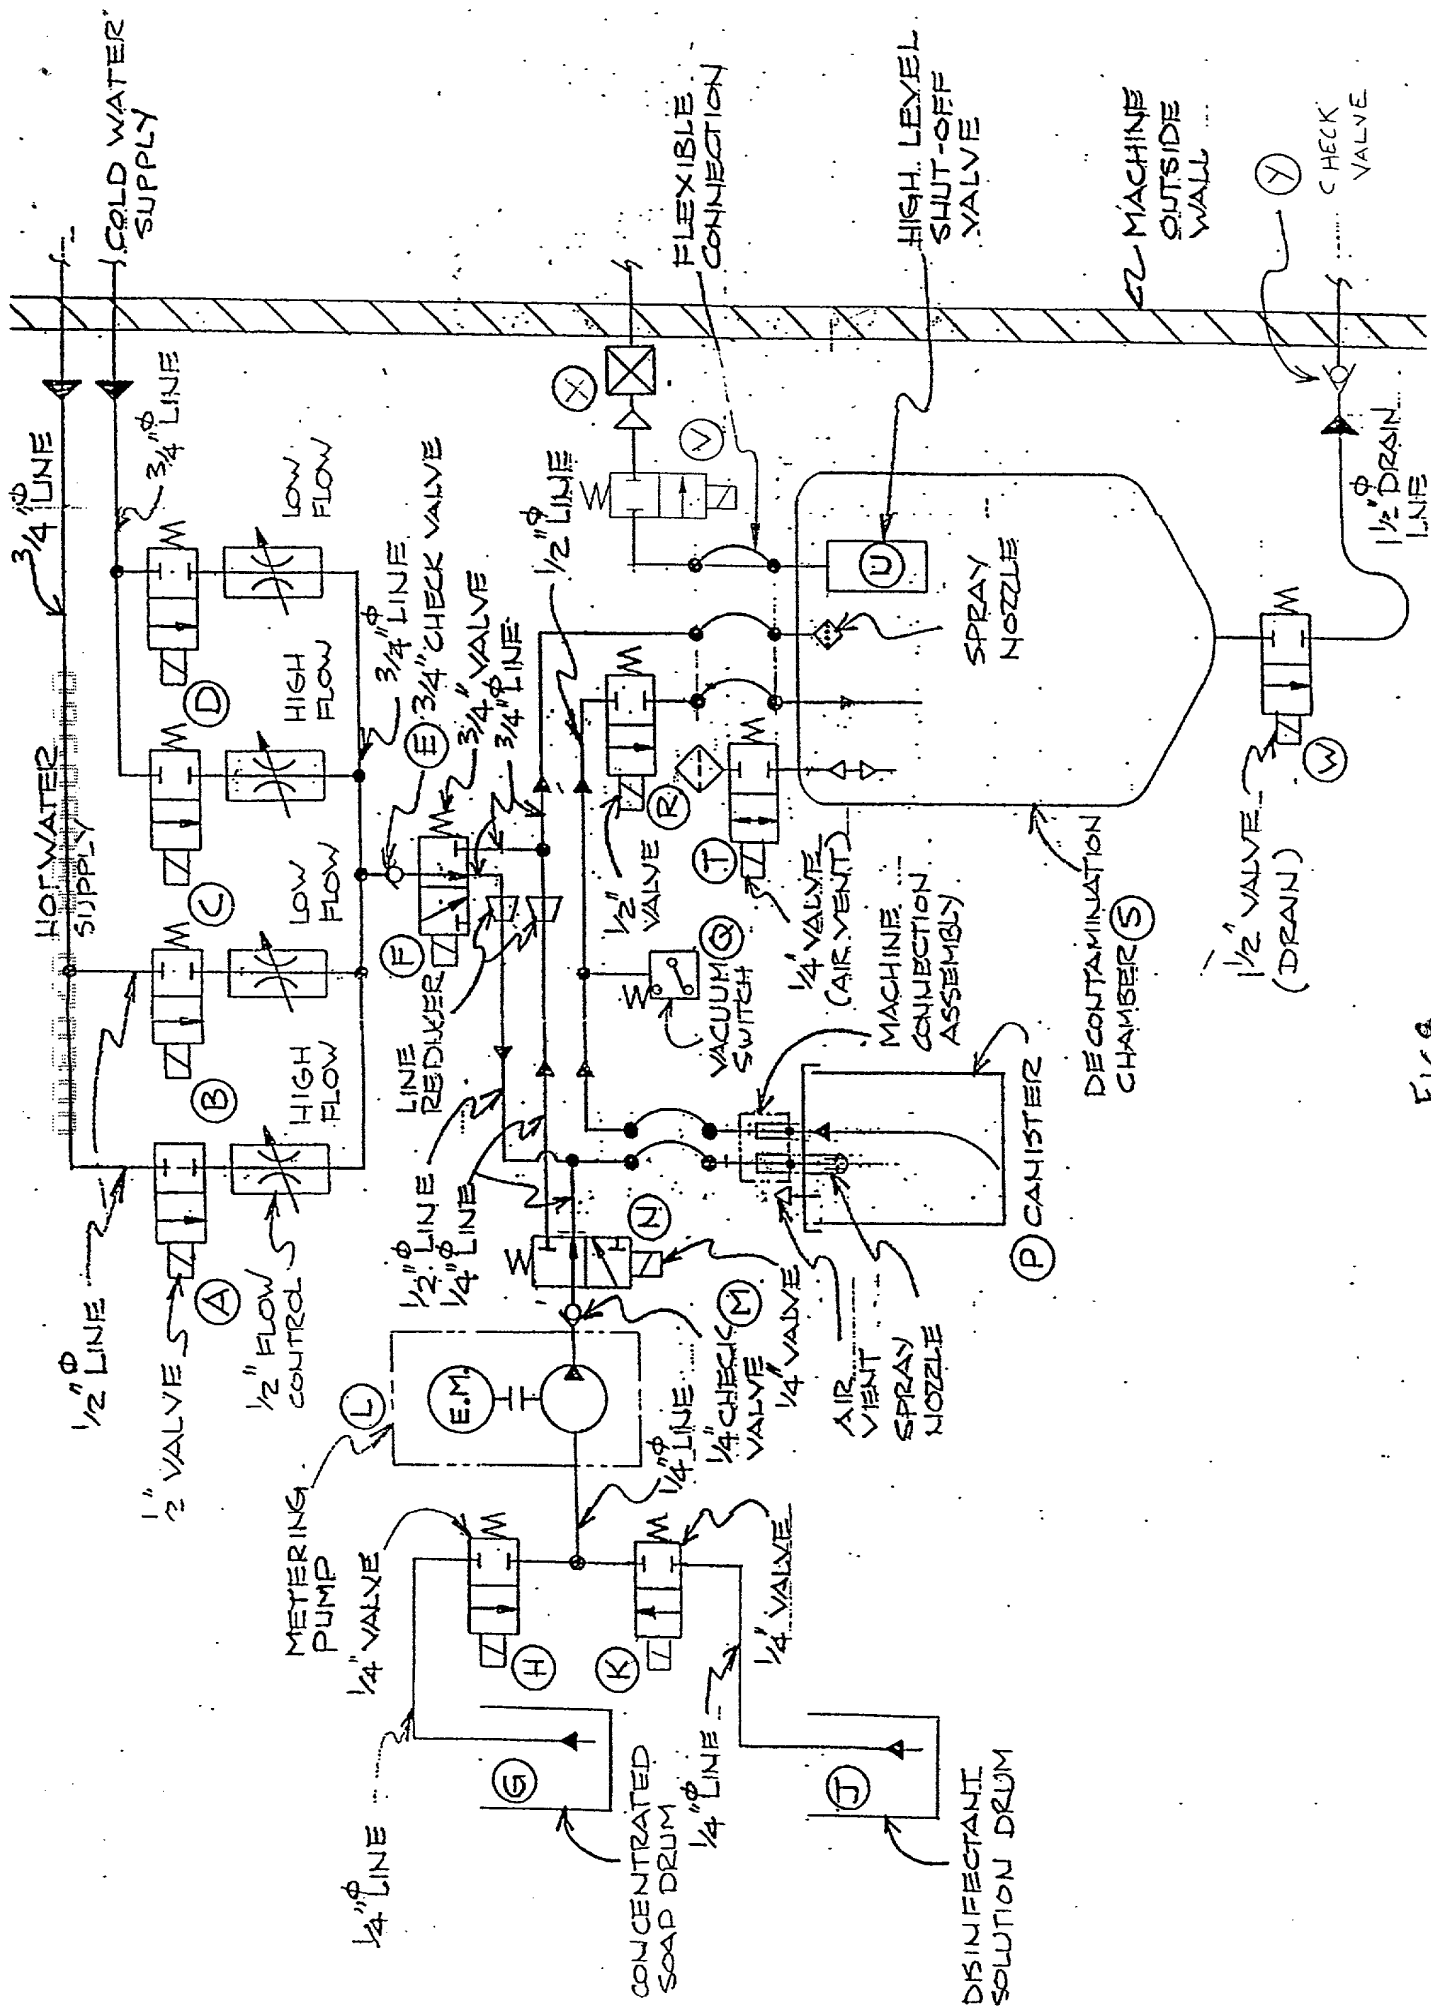 HOT WATER
SUPPLY
3/4"ϕ LINE
COLD WATER
SUPPLY
3/4"ϕ LINE
1/2"ϕ LINE
1/2" VALVE
A
B
C
D
1/2" FLOW
CONTROL
HIGH
FLOW
LOW
FLOW
HIGH
FLOW
LOW
FLOW
3/4"ϕ LINE
E
3/4" CHECK VALVE
3/4" VALVE
3/4"ϕ LINE
F
LINE
REDUCER
1/2"ϕ LINE
1/4"ϕ LINE
1/2"ϕ LINE
X
V
FLEXIBLE
CONNECTION
HIGH LEVEL
SHUT-OFF
VALVE
MACHINE
OUTSIDE
WALL
Y
CHECK
VALVE
METERING
PUMP
L
E.M.
1/4" VALVE
H
K
1/4" VALVE
1/4"ϕ LINE
1/4" CHECK
VALVE
M
1/4" VALVE
N
1/4"ϕ LINE
G
CONCENTRATED
SOAP DRUM
1/4"ϕ LINE
J
DISINFECTANT
SOLUTION DRUM
AIR
VENT
SPRAY
NOZZLE
P CANISTER
MACHINE
CONNECTION
ASSEMBLY
VACUUM
SWITCH
Q
1/2"
VALVE
R
T
1/4" VALVE
(AIR VENT)
U
SPRAY
NOZZLE
DECONTAMINATION
CHAMBER S
1 1/2" VALVE
(DRAIN)
W
1 1/2"ϕ DRAIN
LINE